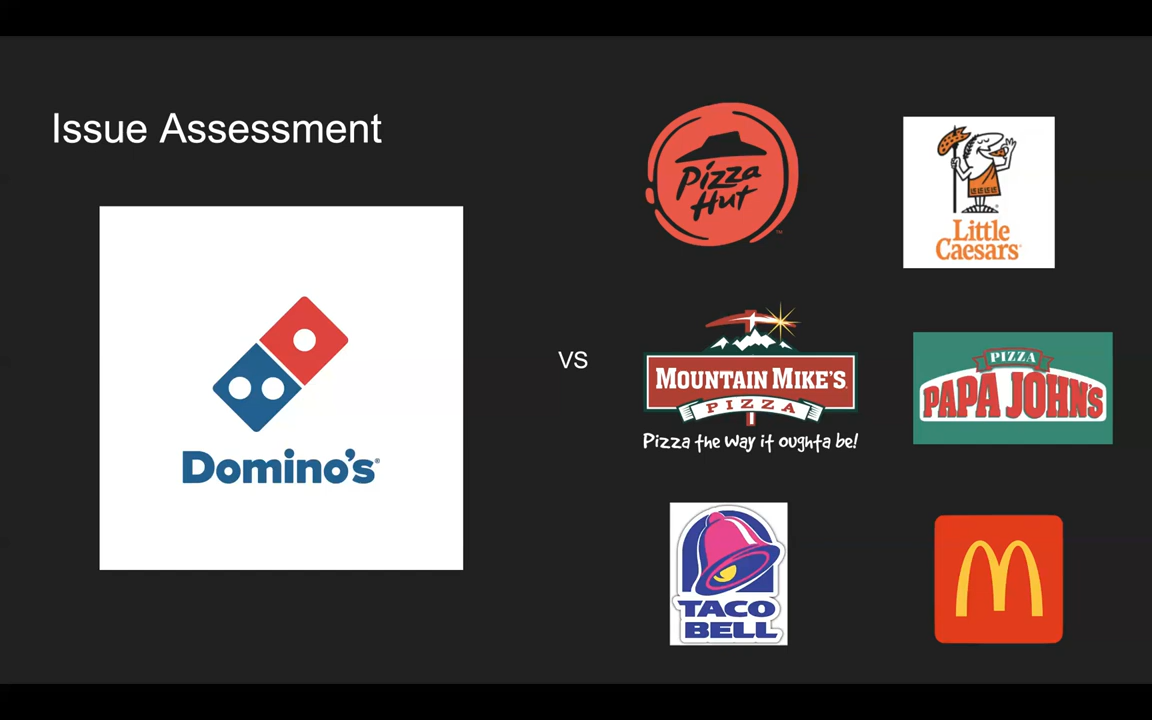 Issue Assessment
Domino's®
VS
Pizza
Hut
TM
Little
Caesars
MOUNTAIN MIKE'S
PIZZA
Pizza the way it oughta be!
PIZZA
PAPA JOHN'S
TACO
BELL